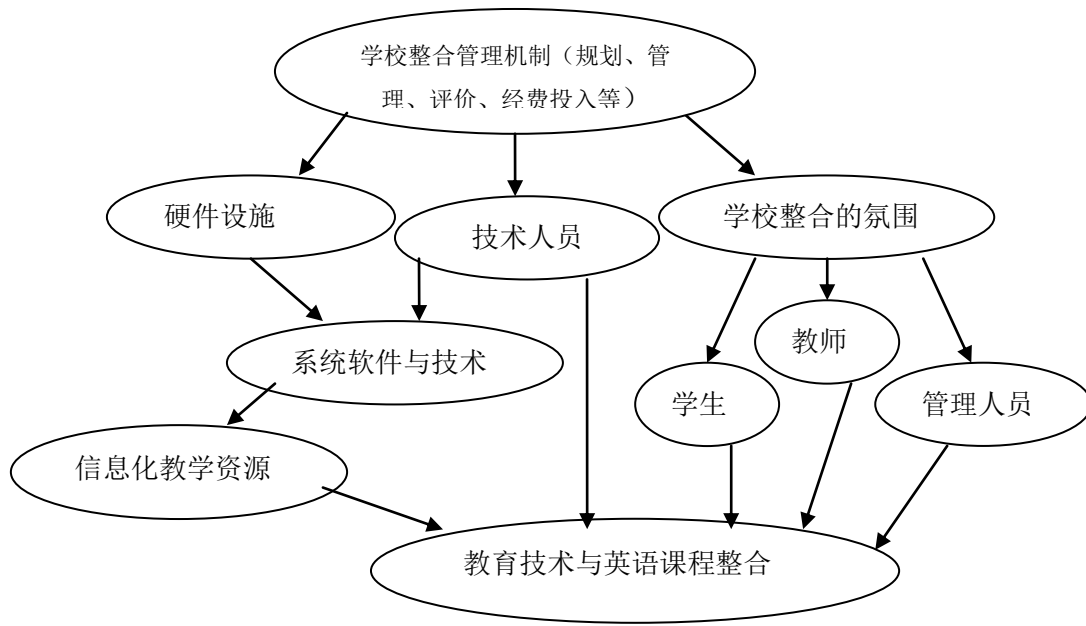 学校整合管理机制（规划、管
理、评价、经费投入等）
硬件设施
技术人员
学校整合的氛围
系统软件与技术
教师
学生
管理人员
信息化教学资源
教育技术与英语课程整合